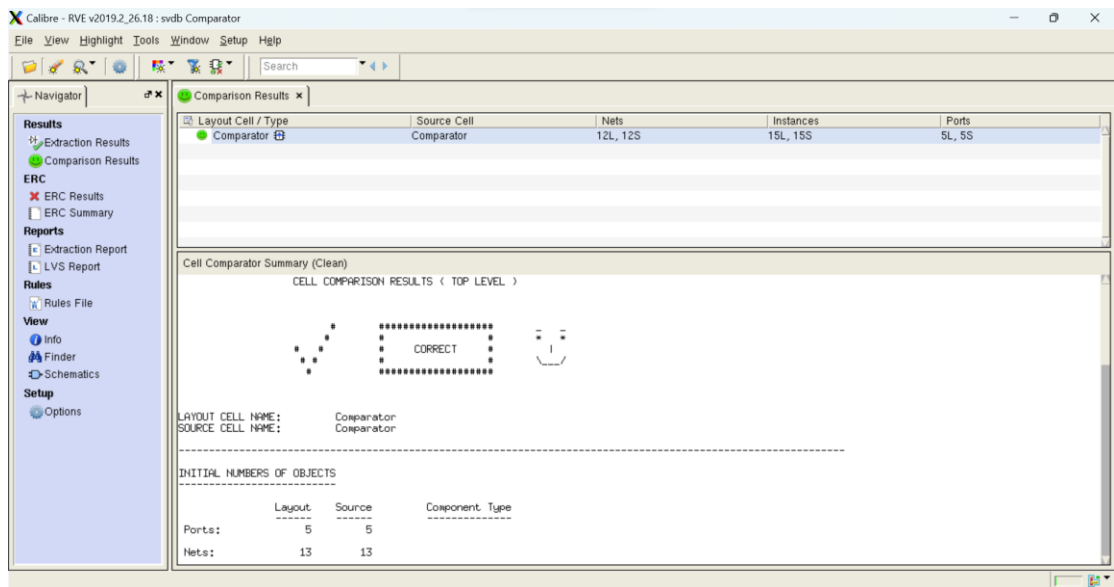 Calibre - RVE v2019.2_26.18 : svdb Comparator
File View Highlight Tools Window Setup Help
Search
Navigator
Results
Extraction Results
Comparison Results
ERC
ERC Results
ERC Summary
Reports
Extraction Report
LVS Report
Rules
Rules File
View
Info
Finder
Schematics
Setup
Options
Comparison Results
Layout Cell / Type Source Cell Nets Instances Ports
Comparator Comparator 12L, 12S 15L, 15S 5L, 5S
Cell Comparator Summary (Clean)
CELL COMPARISON RESULTS ( TOP LEVEL )
CORRECT
LAYOUT CELL NAME: Comparator
SOURCE CELL NAME: Comparator
INITIAL NUMBERS OF OBJECTS
Layout Source Component Type
Ports: 5 5
Nets: 13 13